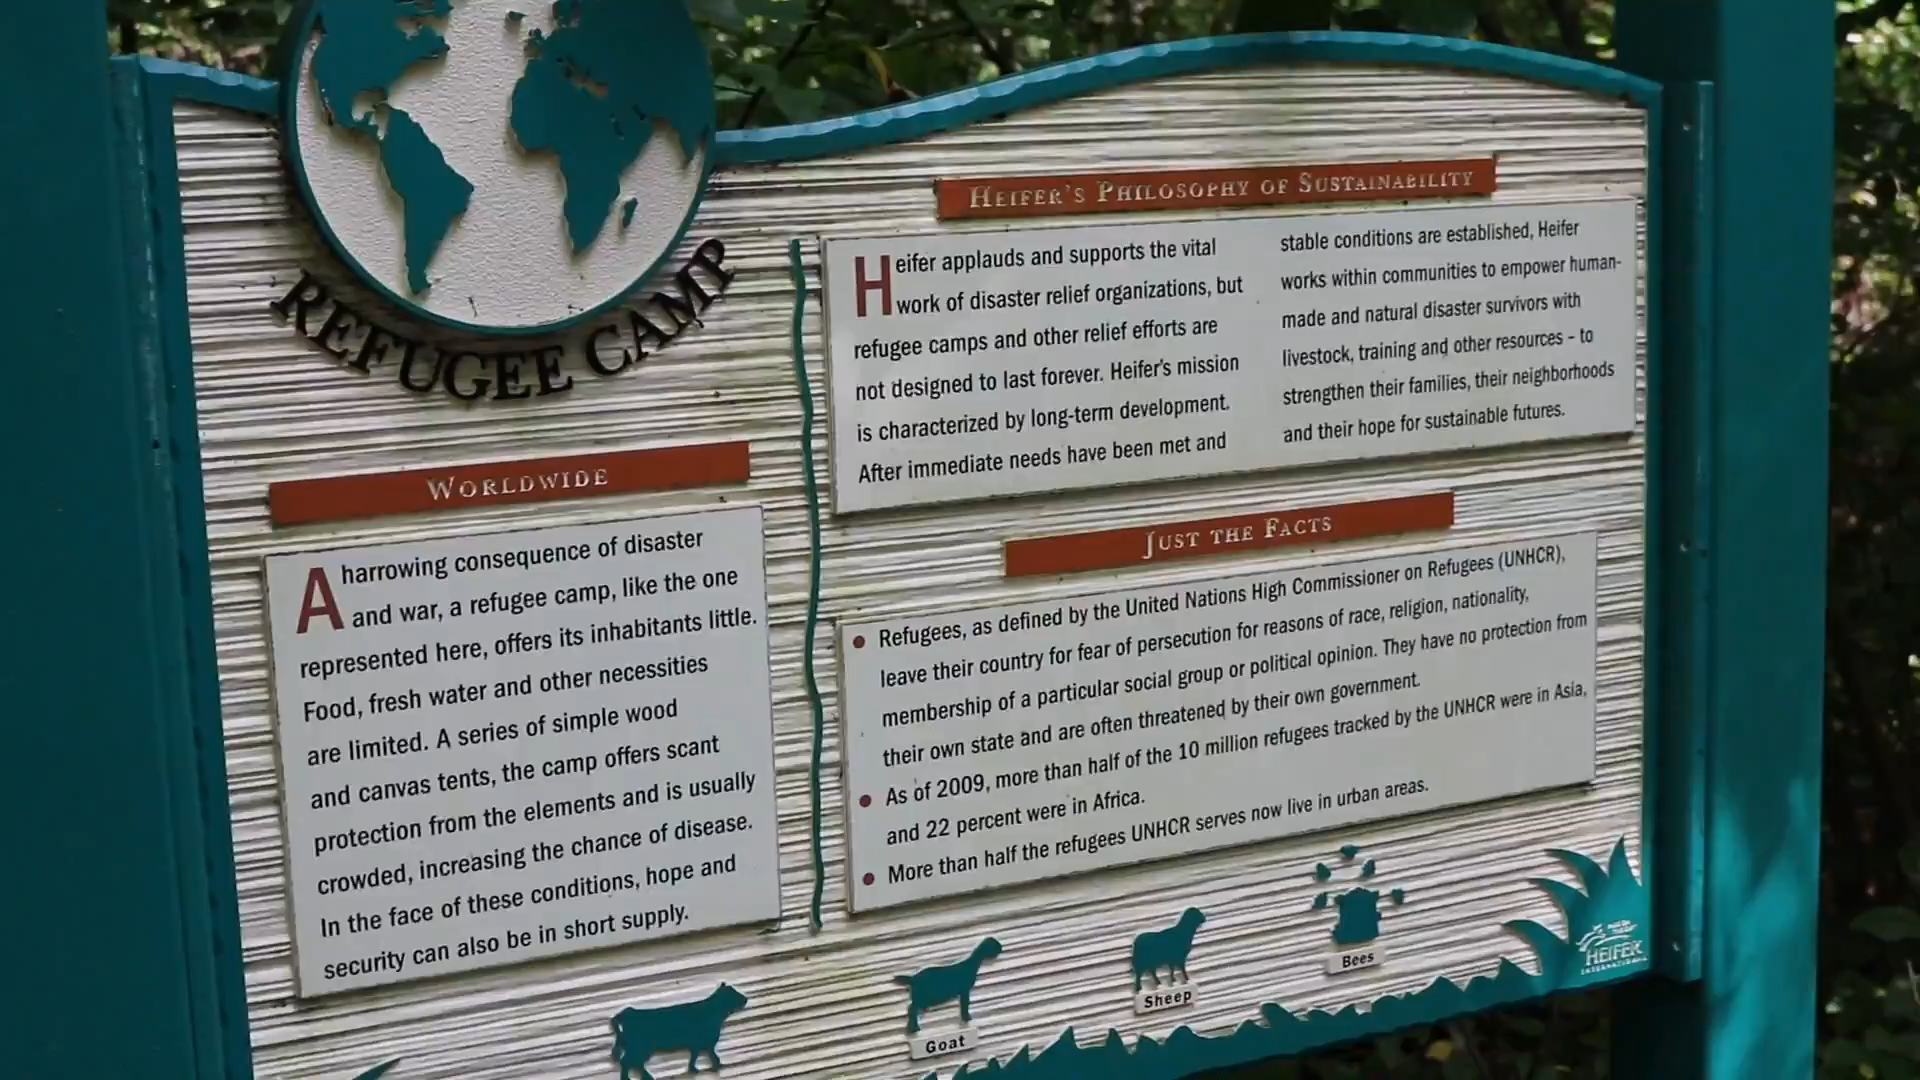 REFUGEE CAMP
WORLDWIDE
A harrowing consequence of disaster
and war, a refugee camp, like the one
represented here, offers its inhabitants little.
Food, fresh water and other necessities
are limited. A series of simple wood
and canvas tents, the camp offers scant
protection from the elements and is usually
crowded, increasing the chance of disease.
In the face of these conditions, hope and
security can also be in short supply.
HEIFER'S PHILOSOPHY OF SUSTAINABILITY
Heifer applauds and supports the vital
work of disaster relief organizations, but
refugee camps and other relief efforts are
not designed to last forever. Heifer's mission
is characterized by long-term development.
After immediate needs have been met and
stable conditions are established, Heifer
works within communities to empower human-
made and natural disaster survivors with
livestock, training and other resources – to
strengthen their families, their neighborhoods
and their hope for sustainable futures.
JUST THE FACTS
• Refugees, as defined by the United Nations High Commissioner on Refugees (UNHCR),
leave their country for fear of persecution for reasons of race, religion, nationality,
membership of a particular social group or political opinion. They have no protection from
their own state and are often threatened by their own government.
• As of 2009, more than half of the 10 million refugees tracked by the UNHCR were in Asia,
and 22 percent were in Africa.
• More than half the refugees UNHCR serves now live in urban areas.
Goat
Sheep
Bees
HEIFER
INTERNATIONAL